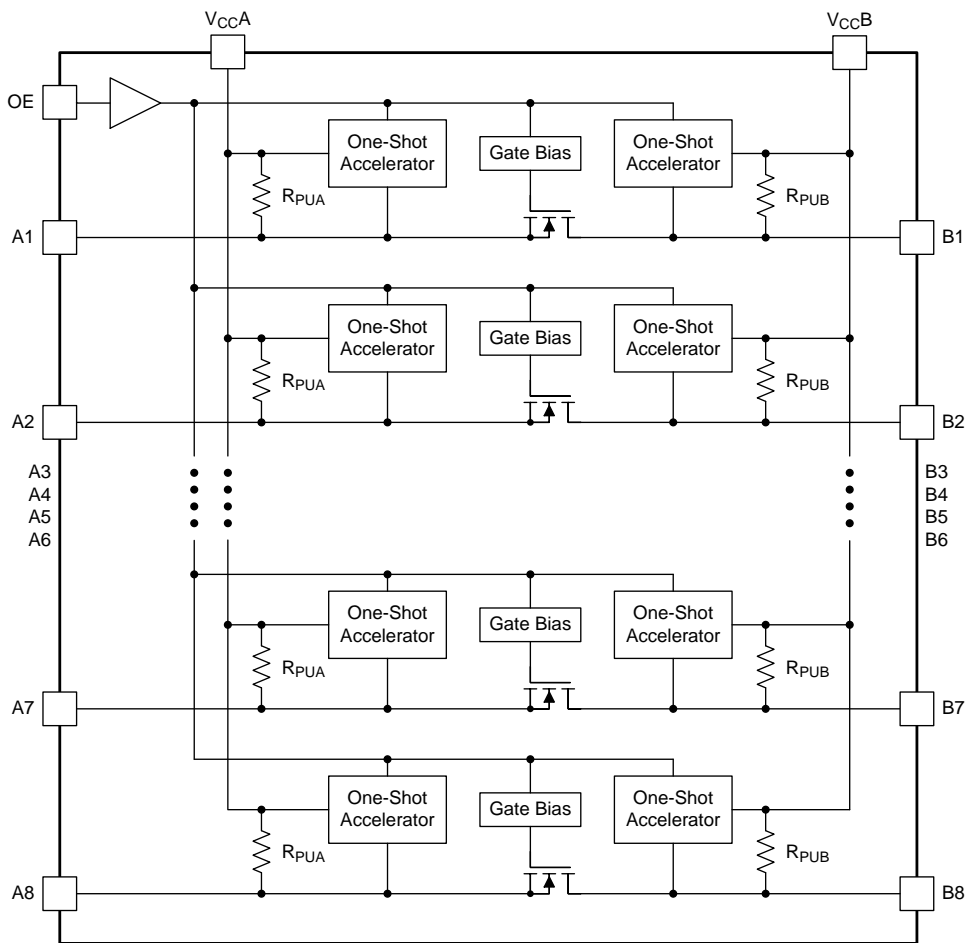 VCCA
VCCB
OE
One-Shot
Accelerator
Gate Bias
One-Shot
Accelerator
RPUA
RPUB
A1
B1
One-Shot
Accelerator
Gate Bias
One-Shot
Accelerator
RPUA
RPUB
A2
B2
A3
A4
A5
A6
B3
B4
B5
B6
One-Shot
Accelerator
Gate Bias
One-Shot
Accelerator
RPUA
RPUB
A7
B7
One-Shot
Accelerator
Gate Bias
One-Shot
Accelerator
RPUA
RPUB
A8
B8